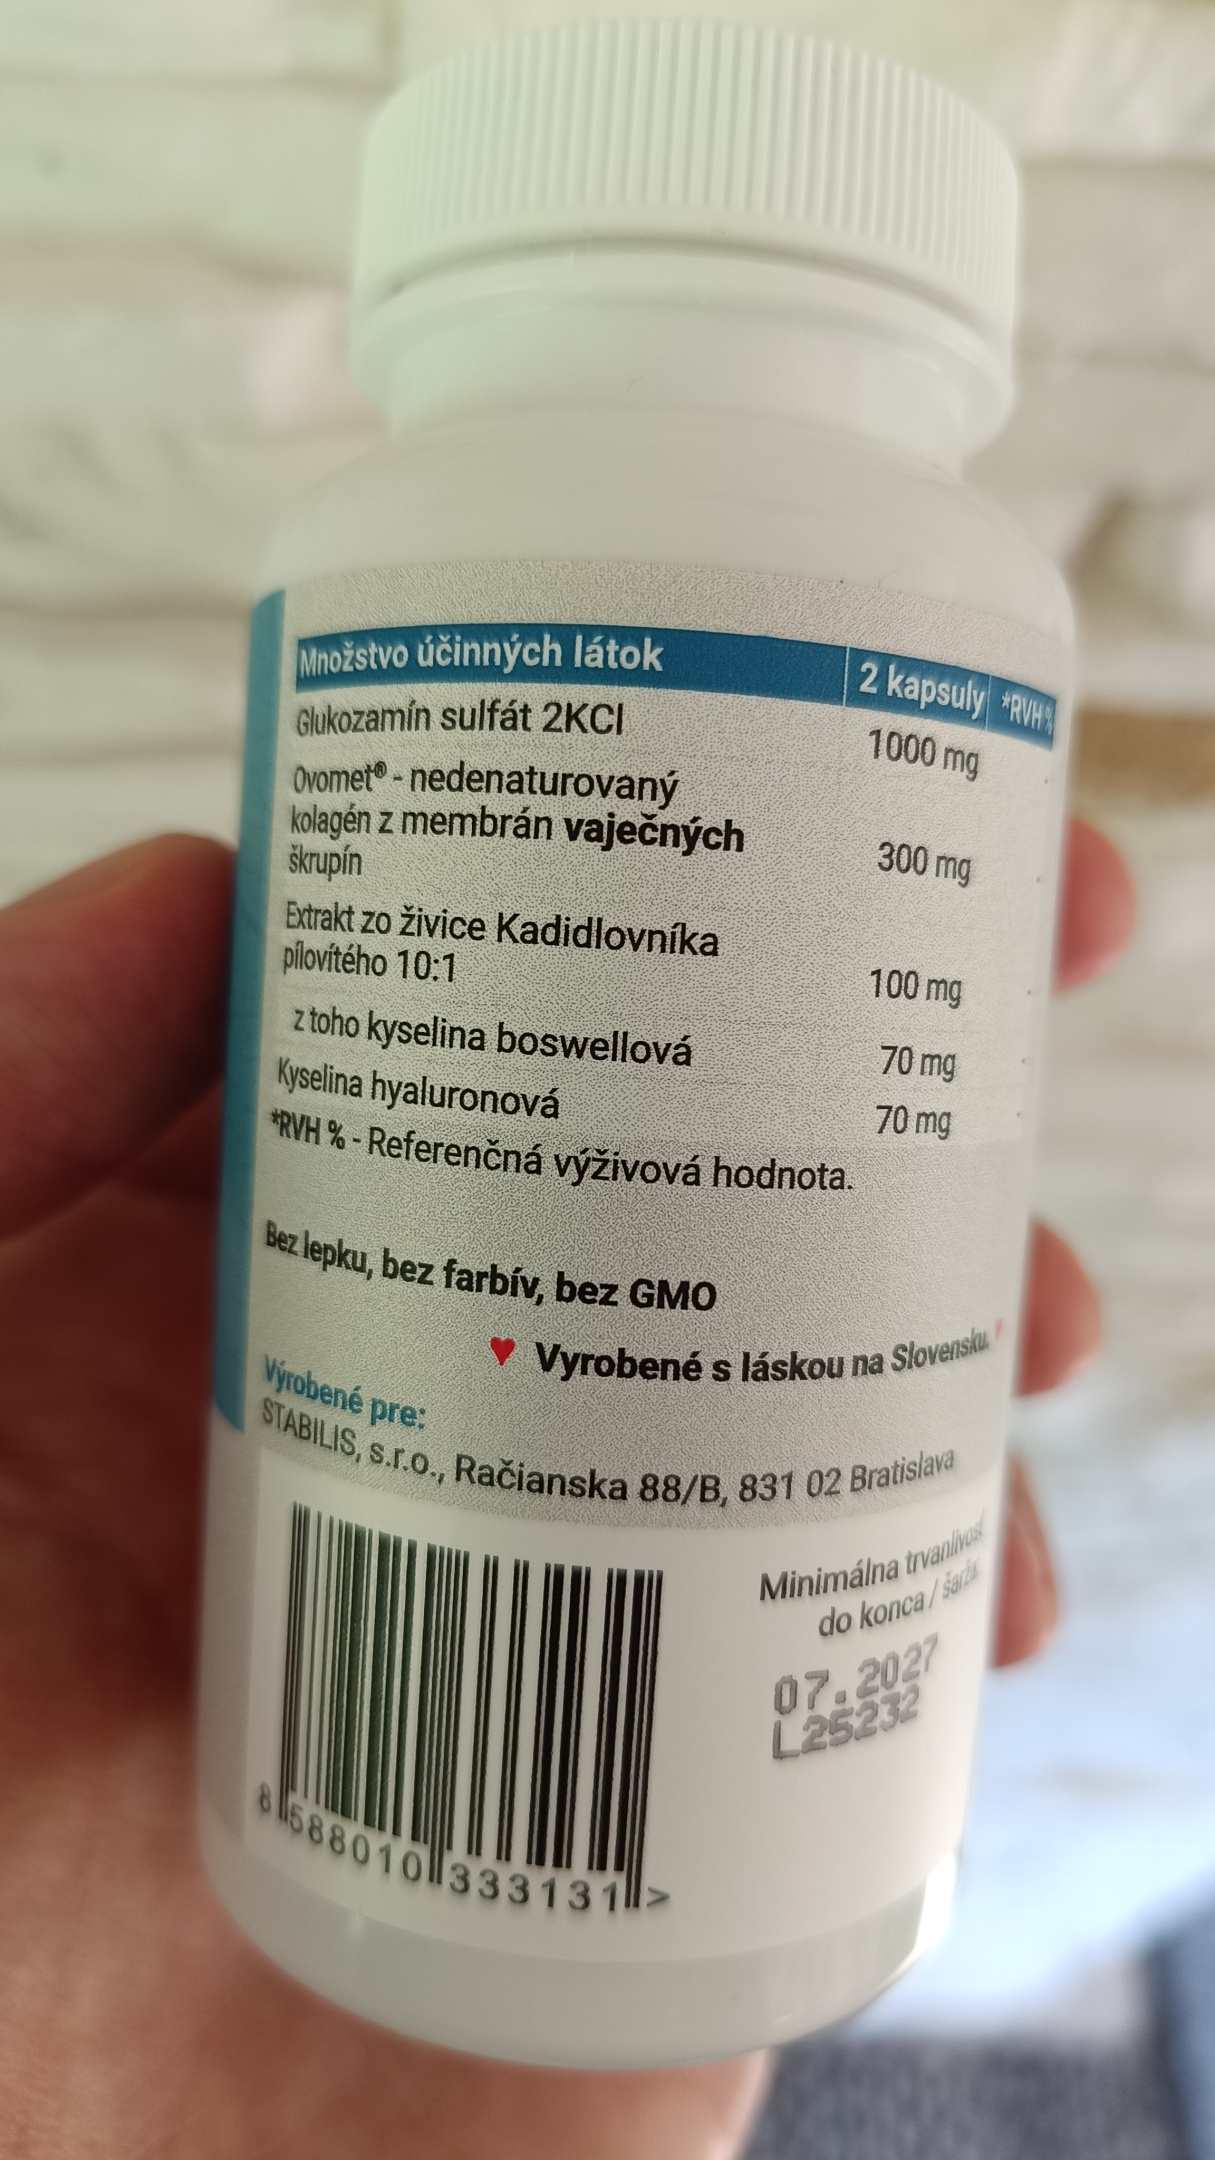 Množstvo účinných látok 2 kapsuly *RVH %
Glukozamín sulfát 2KCl 1000 mg -
Ovomet® - nedenaturovaný
kolagén z membrán vaječných
škrupín 300 mg -
Extrakt zo živice Kadidlovníka
pílovitého 10:1 100 mg -
z toho kyselina boswellová 70 mg -
Kyselina hyaluronová 70 mg -
*RVH % - Referenčná výživová hodnota.
Bez lepku, bez farbív, bez GMO
♥ Vyrobené s láskou na Slovensku. ♥
Výrobené pre:
STABILIS, s.r.o., Račianska 88/B, 831 02 Bratislava
Minimálna trvanlivosť
do konca / šarža:
07.2027
L25232
8 588010 333131 >